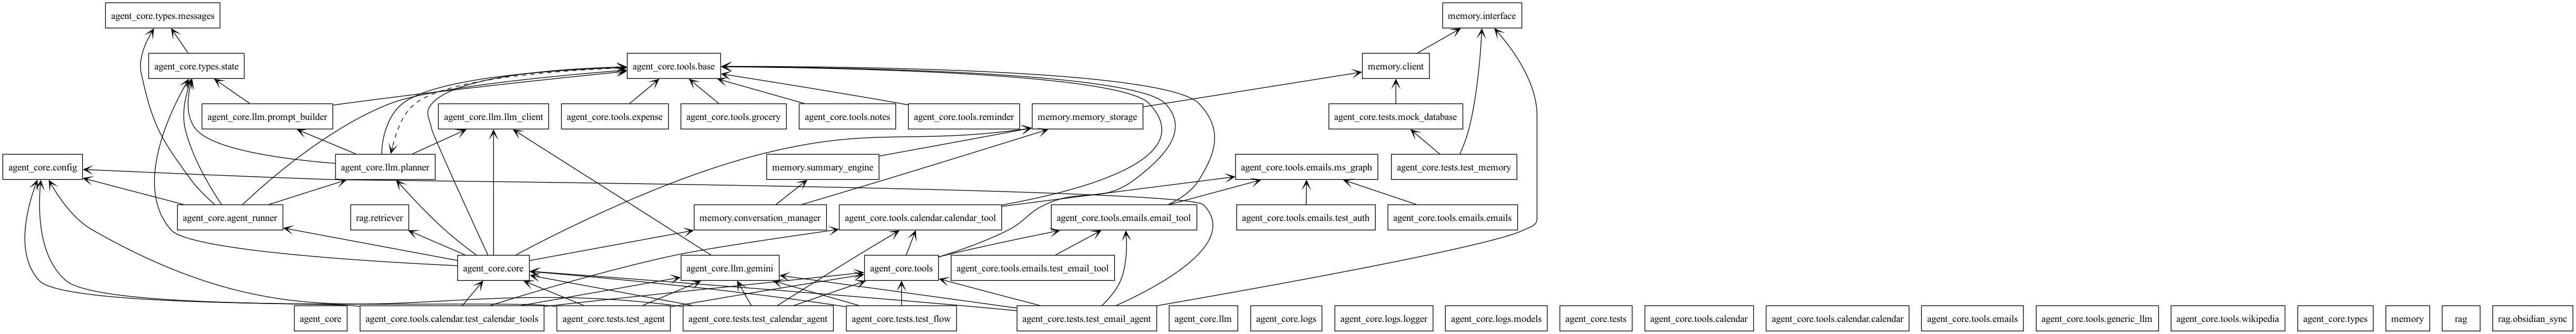 agent_core.types.messages
memory.interface
agent_core.types.state
agent_core.tools.base
memory.client
agent_core.llm.prompt_builder
agent_core.llm.llm_client
agent_core.tools.expense
agent_core.tools.grocery
agent_core.tools.notes
agent_core.tools.reminder
memory.memory_storage
agent_core.tests.mock_database
agent_core.config
agent_core.llm.planner
memory.summary_engine
agent_core.tools.emails.ms_graph
agent_core.tests.test_memory
agent_core.agent_runner
rag.retriever
memory.conversation_manager
agent_core.tools.calendar.calendar_tool
agent_core.tools.emails.email_tool
agent_core.tools.emails.test_auth
agent_core.tools.emails.emails
agent_core.core
agent_core.llm.gemini
agent_core.tools
agent_core.tools.emails.test_email_tool
agent_core
agent_core.tools.calendar.test_calendar_tools
agent_core.tests.test_agent
agent_core.tests.test_calendar_agent
agent_core.tests.test_flow
agent_core.tests.test_email_agent
agent_core.llm
agent_core.logs
agent_core.logs.logger
agent_core.logs.models
agent_core.tests
agent_core.tools.calendar
agent_core.tools.calendar.calendar
agent_core.tools.emails
agent_core.tools.generic_llm
agent_core.tools.wikipedia
agent_core.types
memory
rag
rag.obsidian_sync